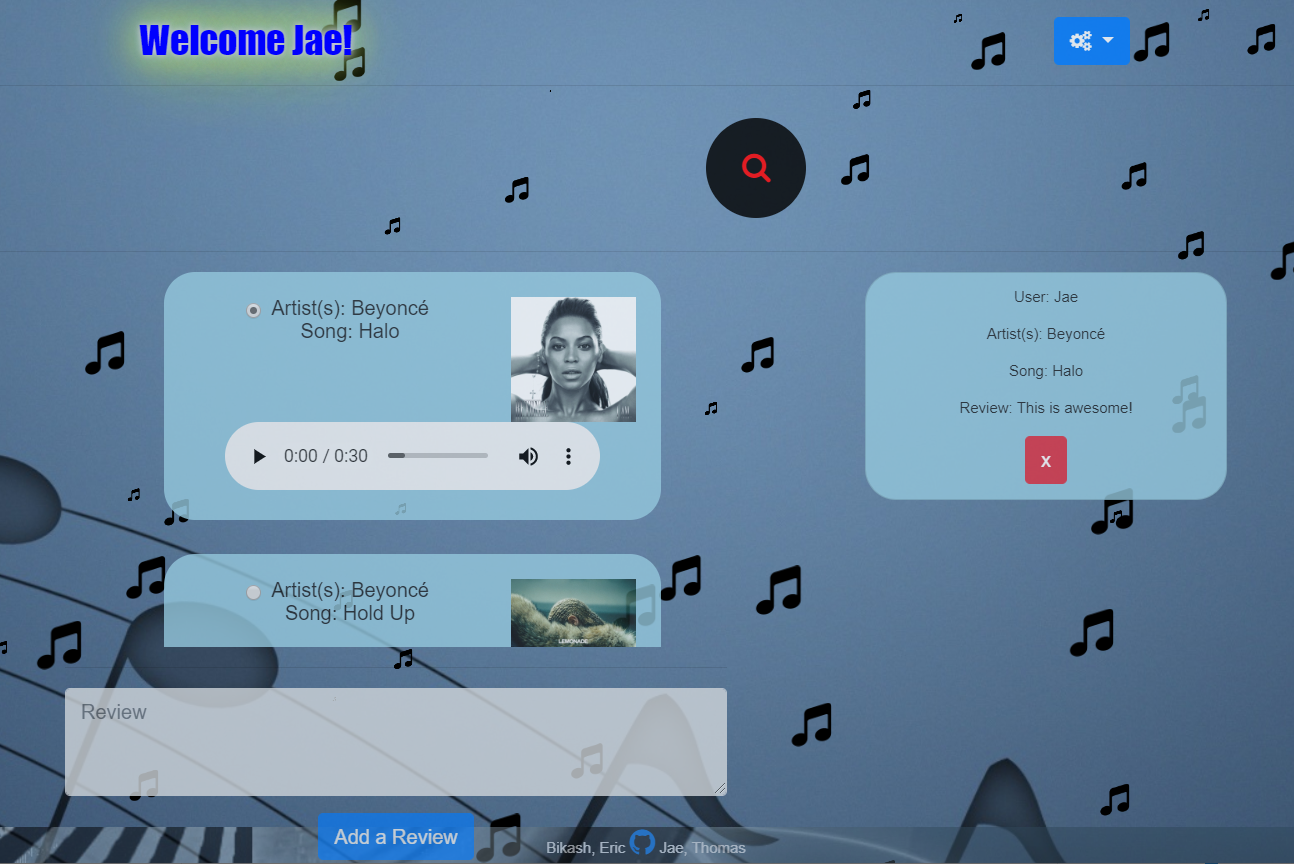 Welcome Jae!
Artist(s): Beyoncé
Song: Halo
0:00 / 0:30
Artist(s): Beyoncé
Song: Hold Up
LEMONADE
Review
Add a Review
User: Jae
Artist(s): Beyoncé
Song: Halo
Review: This is awesome!
x
Bikash, Eric Jae, Thomas